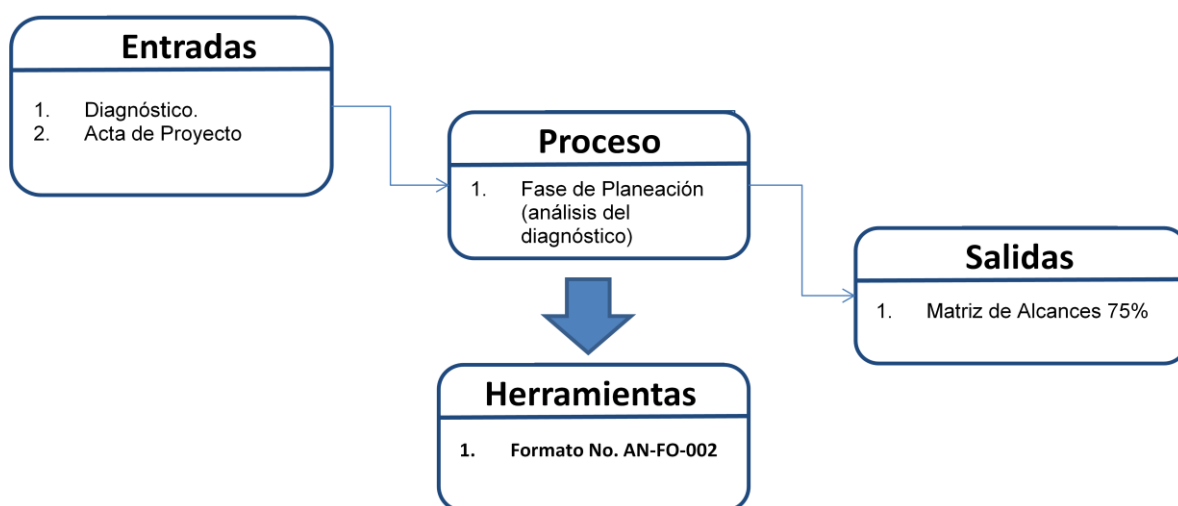 Entradas
1. Diagnóstico.
2. Acta de Proyecto
Proceso
1. Fase de Planeación
(análisis del
diagnóstico)
Salidas
1. Matriz de Alcances 75%
Herramientas
1. Formato No. AN-FO-002